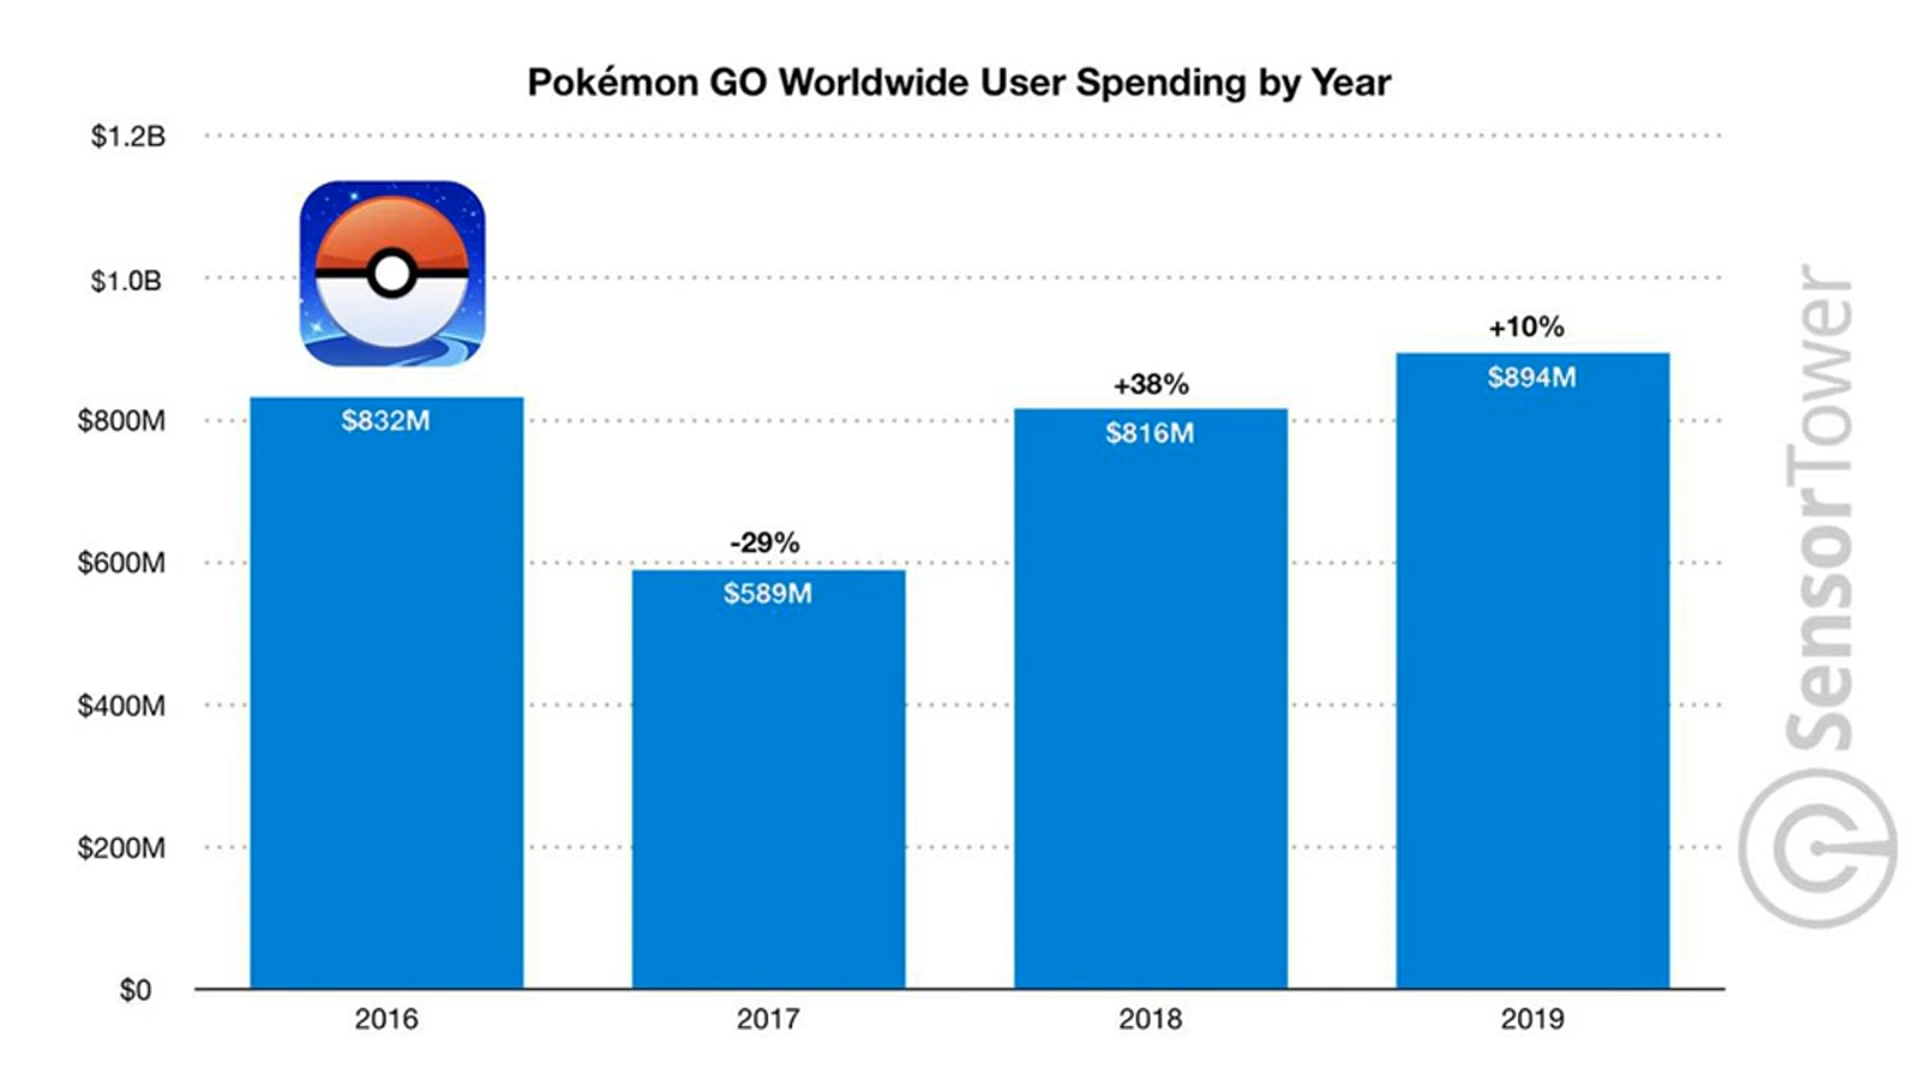 Pokémon GO Worldwide User Spending by Year
$1.2B
$1.0B
$800M
$600M
$400M
$200M
$0
$832M
-29%
$589M
+38%
$816M
+10%
$894M
2016
2017
2018
2019
SensorTower